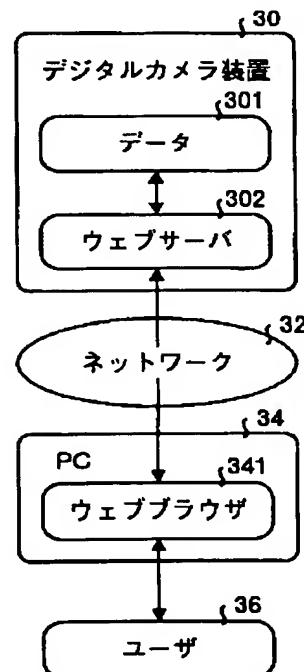 30
デジタルカメラ装置
301
データ
302
ウェブサーバ
32
ネットワーク
34
PC
341
ウェブブラウザ
36
ユーザ